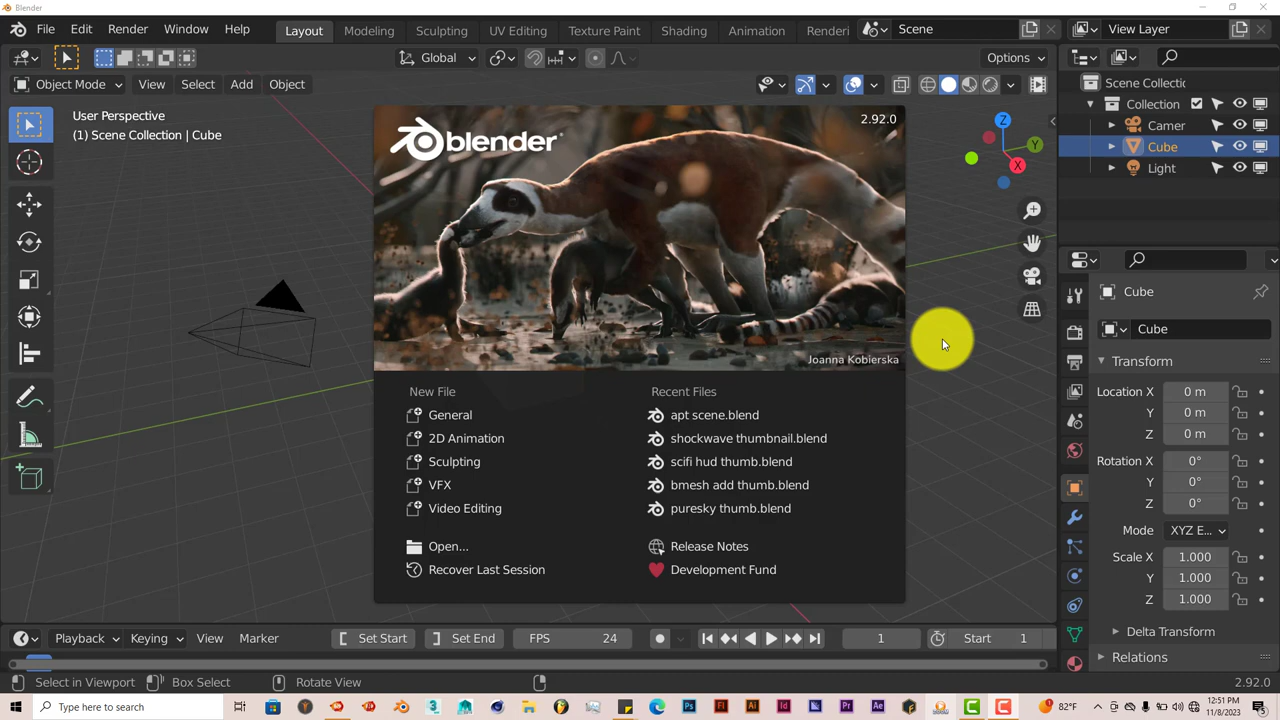 Blender
File Edit Render Window Help Layout Modeling Sculpting UV Editing Texture Paint Shading Animation Renderi Scene View Layer
Global Options
Object Mode View Select Add Object
User Perspective
(1) Scene Collection | Cube
Scene Collectic
Collection
Camer
Cube
Light
Z
Y
X
blender
2.92.0
Joanna Kobierska
New File
General
2D Animation
Sculpting
VFX
Video Editing
Open...
Recover Last Session
Recent Files
apt scene.blend
shockwave thumbnail.blend
scifi hud thumb.blend
bmesh add thumb.blend
puresky thumb.blend
Release Notes
Development Fund
Cube
Cube
Transform
Location X 0 m
Y 0 m
Z 0 m
Rotation X 0°
Y 0°
Z 0°
Mode XYZ E...
Scale X 1.000
Y 1.000
Z 1.000
Delta Transform
Relations
Playback Keying View Marker Set Start Set End FPS 24 1 Start 1
Select in Viewport Box Select Rotate View 2.92.0
Type here to search
82°F
12:51 PM
11/8/2023